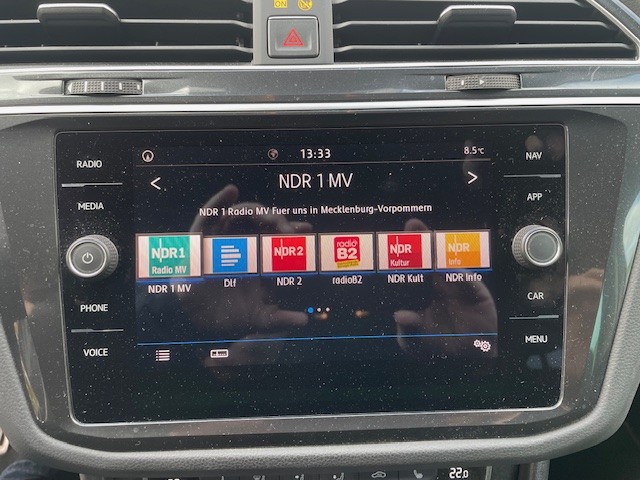 ON
RADIO
MEDIA
PHONE
VOICE
NAV
APP
CAR
MENU
13:33
8.5°C
< NDR 1 MV >
NDR 1 Radio MV Fuer uns in Mecklenburg-Vorpommern
NDR1
Radio MV
NDR2
radio
B2
NDR
Kultur
NDR
Info
NDR 1 MV
Dlf
NDR 2
radioB2
NDR Kult
NDR Info
22.0